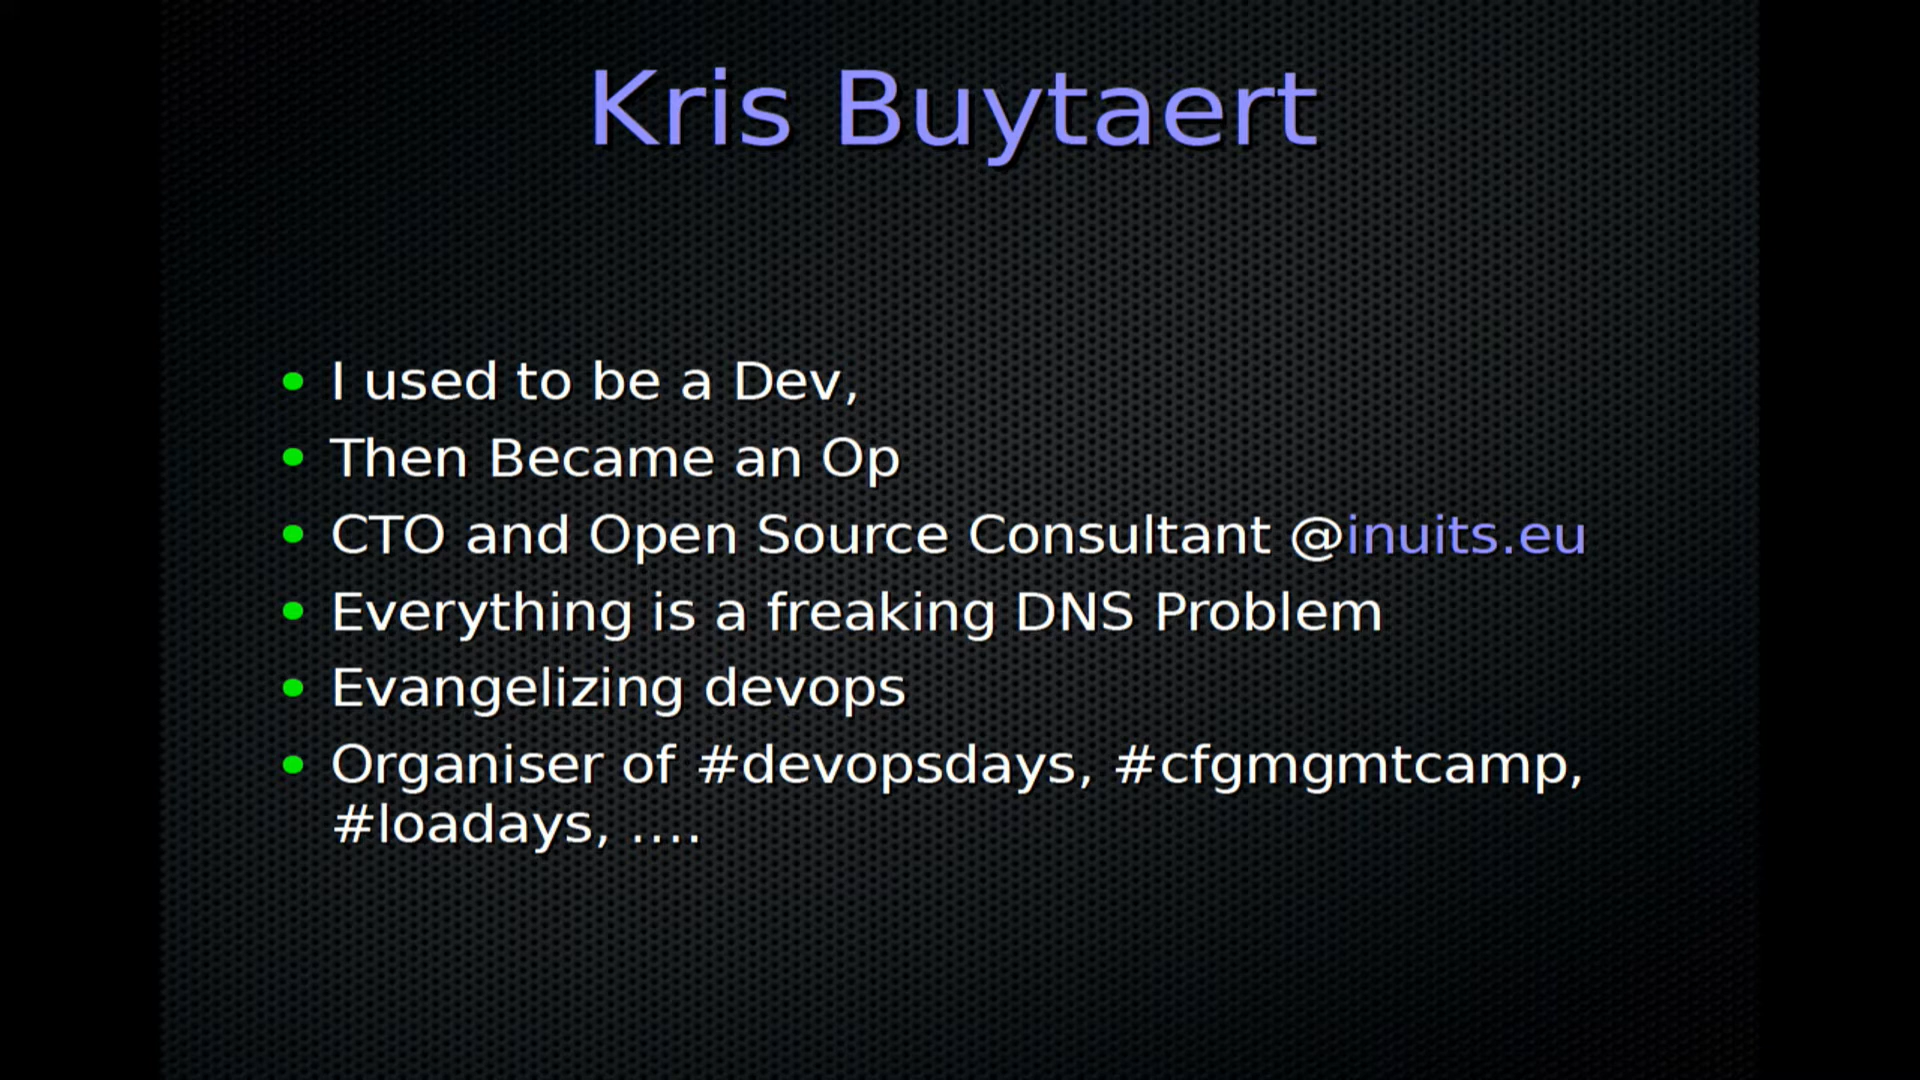 Kris Buytaert
• I used to be a Dev,
• Then Became an Op
• CTO and Open Source Consultant @inuits.eu
• Everything is a freaking DNS Problem
• Evangelizing devops
• Organiser of #devopsdays, #cfgmgmtcamp,
#loadays, ....